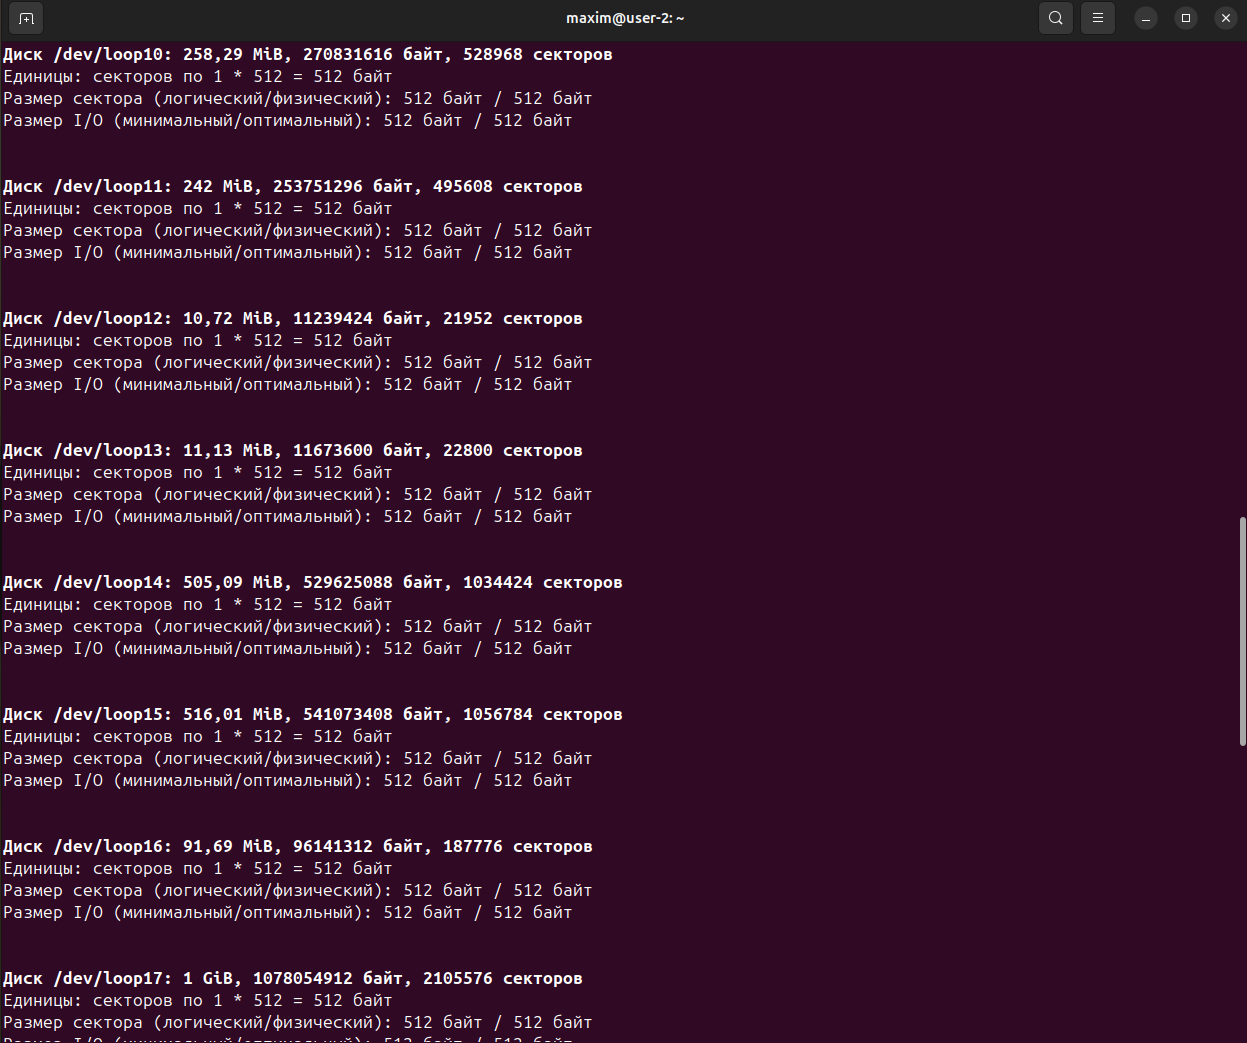 maxim@user-2: ~
Диск /dev/loop10: 258,29 MiB, 270831616 байт, 528968 секторов
Единицы: секторов по 1 * 512 = 512 байт
Размер сектора (логический/физический): 512 байт / 512 байт
Размер I/O (минимальный/оптимальный): 512 байт / 512 байт
Диск /dev/loop11: 242 MiB, 253751296 байт, 495608 секторов
Единицы: секторов по 1 * 512 = 512 байт
Размер сектора (логический/физический): 512 байт / 512 байт
Размер I/O (минимальный/оптимальный): 512 байт / 512 байт
Диск /dev/loop12: 10,72 MiB, 11239424 байт, 21952 секторов
Единицы: секторов по 1 * 512 = 512 байт
Размер сектора (логический/физический): 512 байт / 512 байт
Размер I/O (минимальный/оптимальный): 512 байт / 512 байт
Диск /dev/loop13: 11,13 MiB, 11673600 байт, 22800 секторов
Единицы: секторов по 1 * 512 = 512 байт
Размер сектора (логический/физический): 512 байт / 512 байт
Размер I/O (минимальный/оптимальный): 512 байт / 512 байт
Диск /dev/loop14: 505,09 MiB, 529625088 байт, 1034424 секторов
Единицы: секторов по 1 * 512 = 512 байт
Размер сектора (логический/физический): 512 байт / 512 байт
Размер I/O (минимальный/оптимальный): 512 байт / 512 байт
Диск /dev/loop15: 516,01 MiB, 541073408 байт, 1056784 секторов
Единицы: секторов по 1 * 512 = 512 байт
Размер сектора (логический/физический): 512 байт / 512 байт
Размер I/O (минимальный/оптимальный): 512 байт / 512 байт
Диск /dev/loop16: 91,69 MiB, 96141312 байт, 187776 секторов
Единицы: секторов по 1 * 512 = 512 байт
Размер сектора (логический/физический): 512 байт / 512 байт
Размер I/O (минимальный/оптимальный): 512 байт / 512 байт
Диск /dev/loop17: 1 GiB, 1078054912 байт, 2105576 секторов
Единицы: секторов по 1 * 512 = 512 байт
Размер сектора (логический/физический): 512 байт / 512 байт